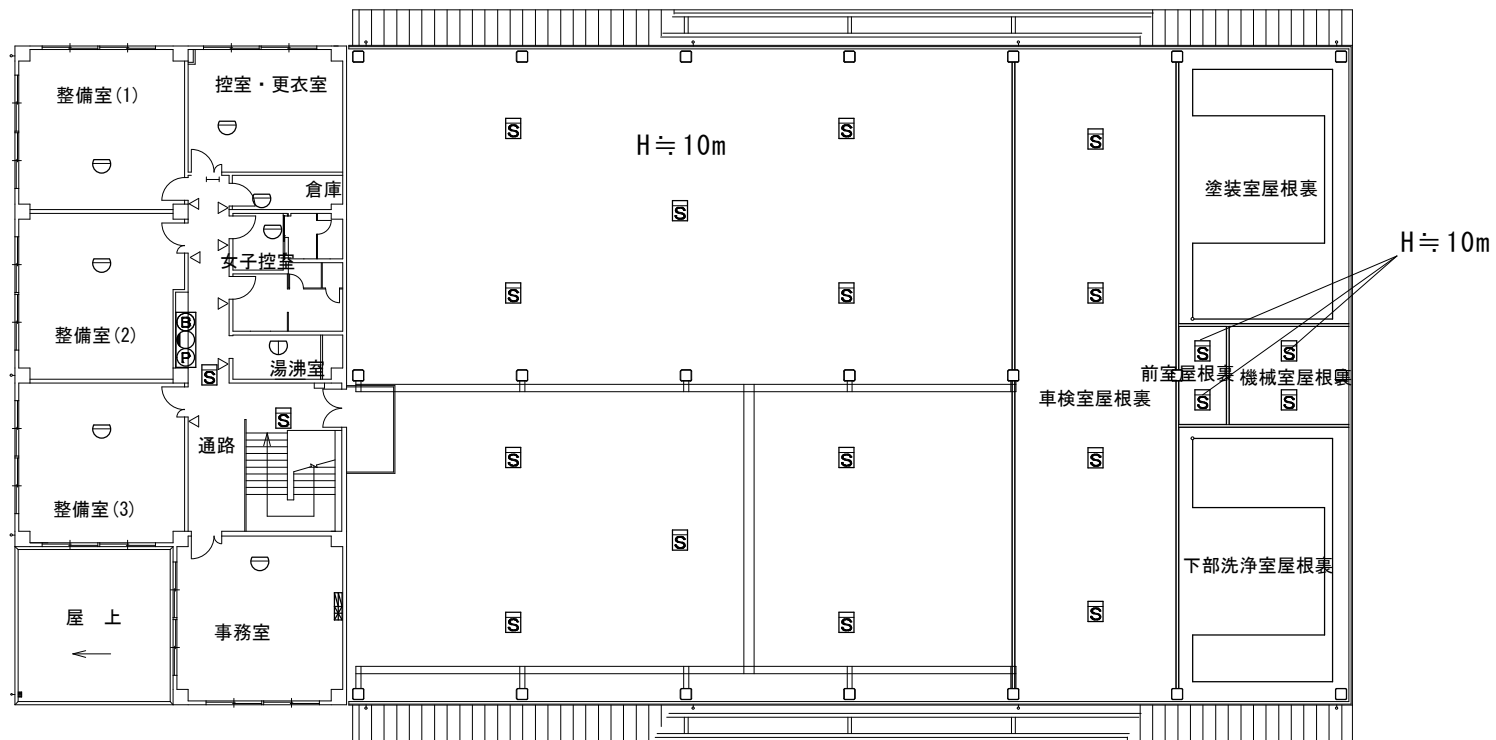 整備室(1)
控室・更衣室
S
S
S
H≒10m
塗装室屋根裏
倉庫
S
H≒10m
女子控室
S
S
S
整備室(2)
B
P
湯沸室
S
S
S
前室屋根裏
機械室屋根裏
S
S
車検室屋根裏
S
通路
整備室(3)
S
S
S
S
下部洗浄室屋根裏
屋 上
事務室
S
S
S